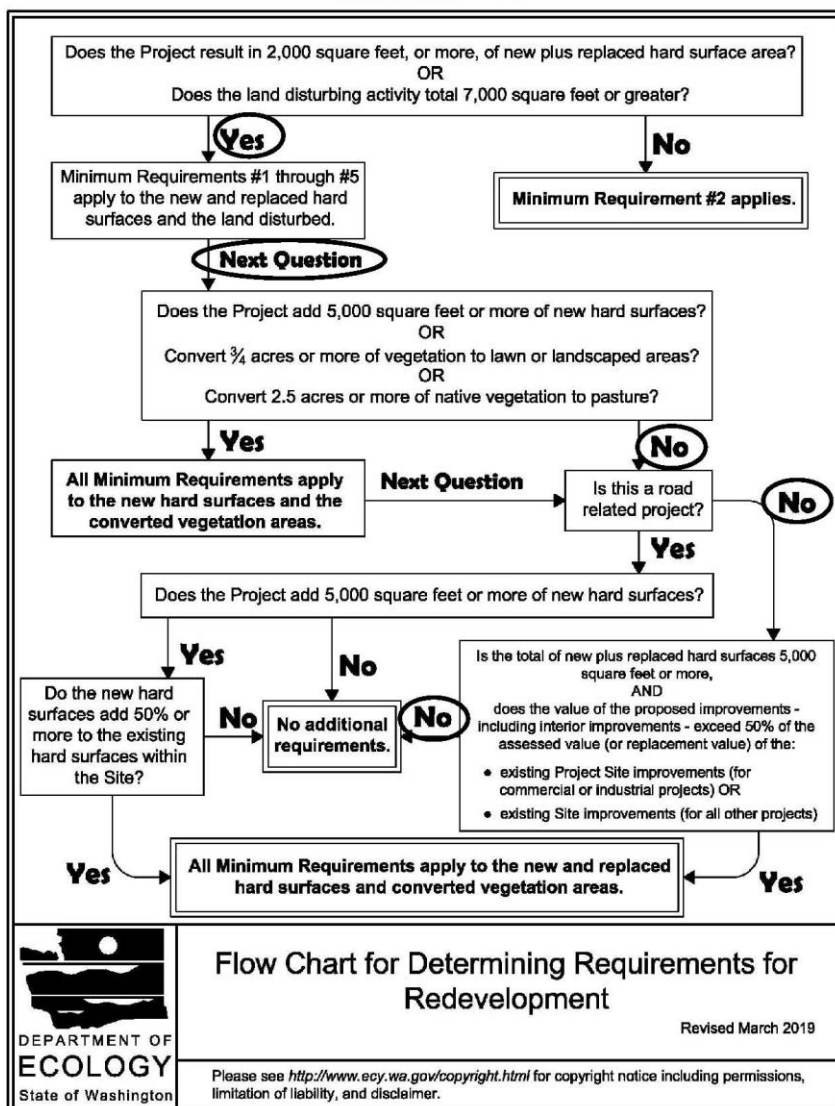 Does the Project result in 2,000 square feet, or more, of new plus replaced hard surface area?
OR
Does the land disturbing activity total 7,000 square feet or greater?
Yes
No
Minimum Requirements #1 through #5
apply to the new and replaced hard
surfaces and the land disturbed.
Minimum Requirement #2 applies.
Next Question
Does the Project add 5,000 square feet or more of new hard surfaces?
OR
Convert ¾ acres or more of vegetation to lawn or landscaped areas?
OR
Convert 2.5 acres or more of native vegetation to pasture?
Yes
No
All Minimum Requirements apply
to the new hard surfaces and the
converted vegetation areas.
Next Question
Is this a road
related project?
No
Yes
Does the Project add 5,000 square feet or more of new hard surfaces?
Yes
No
Do the new hard
surfaces add 50% or
more to the existing
hard surfaces within
the Site?
No
No additional
requirements.
No
Is the total of new plus replaced hard surfaces 5,000
square feet or more,
AND
does the value of the proposed improvements -
including interior improvements - exceed 50% of the
assessed value (or replacement value) of the:
• existing Project Site improvements (for
commercial or industrial projects) OR
• existing Site improvements (for all other projects)
Yes
All Minimum Requirements apply to the new and replaced
hard surfaces and converted vegetation areas.
Yes
DEPARTMENT OF
ECOLOGY
State of Washington
Flow Chart for Determining Requirements for
Redevelopment
Revised March 2019
Please see http://www.ecy.wa.gov/copyright.html for copyright notice including permissions,
limitation of liability, and disclaimer.